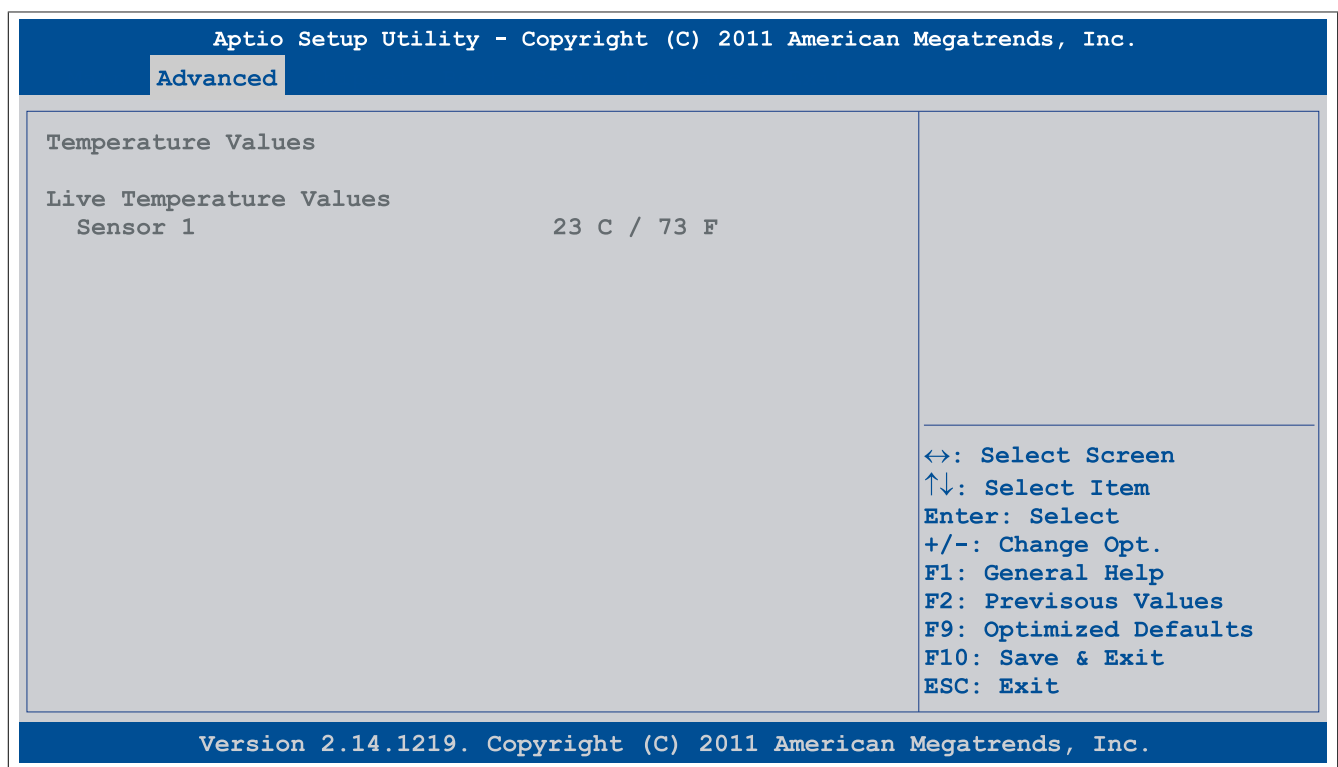 Aptio Setup Utility - Copyright (C) 2011 American Megatrends, Inc.
Advanced
Temperature Values
Live Temperature Values
Sensor 1 23 C / 73 F
↔: Select Screen
↑↓: Select Item
Enter: Select
+/-: Change Opt.
F1: General Help
F2: Previsous Values
F9: Optimized Defaults
F10: Save & Exit
ESC: Exit
Version 2.14.1219. Copyright (C) 2011 American Megatrends, Inc.